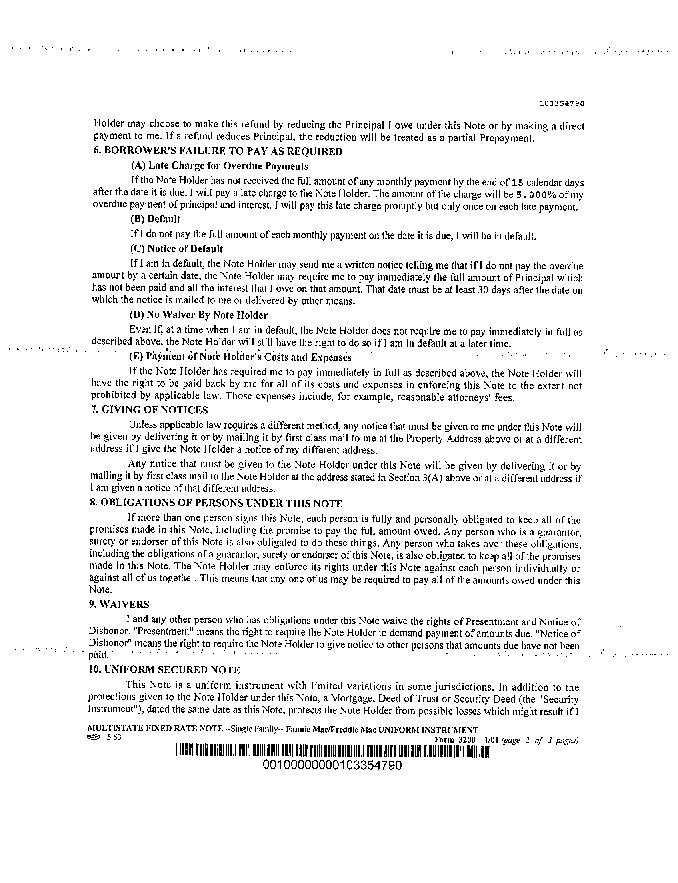 103354790
Holder may choose to make this refund by reducing the Principal I owe under this Note or by making a direct
payment to me. If a refund reduces Principal, the reduction will be treated as a partial Prepayment.
6. BORROWER'S FAILURE TO PAY AS REQUIRED
(A) Late Charge for Overdue Payments
If the Note Holder has not received the full amount of any monthly payment by the end of 15 calendar days
after the date it is due, I will pay a late charge to the Note Holder. The amount of the charge will be 5.000% of my
overdue payment of principal and interest. I will pay this late charge promptly but only once on each late payment.
(B) Default
If I do not pay the full amount of each monthly payment on the date it is due, I will be in default.
(C) Notice of Default
If I am in default, the Note Holder may send me a written notice telling me that if I do not pay the overdue
amount by a certain date, the Note Holder may require me to pay immediately the full amount of Principal which
has not been paid and all the interest that I owe on that amount. That date must be at least 30 days after the date on
which the notice is mailed to me or delivered by other means.
(D) No Waiver By Note Holder
Even if, at a time when I am in default, the Note Holder does not require me to pay immediately in full as
described above, the Note Holder will still have the right to do so if I am in default at a later time.
(E) Payment of Note Holder's Costs and Expenses
If the Note Holder has required me to pay immediately in full as described above, the Note Holder will
have the right to be paid back by me for all of its costs and expenses in enforcing this Note to the extent not
prohibited by applicable law. Those expenses include, for example, reasonable attorneys' fees.
7. GIVING OF NOTICES
Unless applicable law requires a different method, any notice that must be given to me under this Note will
be given by delivering it or by mailing it by first class mail to me at the Property Address above or at a different
address if I give the Note Holder a notice of my different address.
Any notice that must be given to the Note Holder under this Note will be given by delivering it or by
mailing it by first class mail to the Note Holder at the address stated in Section 3(A) above or at a different address if
I am given a notice of that different address.
8. OBLIGATIONS OF PERSONS UNDER THIS NOTE
If more than one person signs this Note, each person is fully and personally obligated to keep all of the
promises made in this Note, including the promise to pay the full amount owed. Any person who is a guarantor,
surety or endorser of this Note is also obligated to do these things. Any person who takes over these obligations,
including the obligations of a guarantor, surety or endorser of this Note, is also obligated to keep all of the promises
made in this Note. The Note Holder may enforce its rights under this Note against each person individually or
against all of us together. This means that any one of us may be required to pay all of the amounts owed under this
Note.
9. WAIVERS
I and any other person who has obligations under this Note waive the rights of Presentment and Notice of
Dishonor. "Presentment" means the right to require the Note Holder to demand payment of amounts due. "Notice of
Dishonor" means the right to require the Note Holder to give notice to other persons that amounts due have not been
paid.
10. UNIFORM SECURED NOTE
This Note is a uniform instrument with limited variations in some jurisdictions. In addition to the
protections given to the Note Holder under this Note, a Mortgage, Deed of Trust or Security Deed (the "Security
Instrument"), dated the same date as this Note, protects the Note Holder from possible losses which might result if I
MULTISTATE FIXED RATE NOTE --Single Family-- Fannie Mae/Freddie Mac UNIFORM INSTRUMENT
Form 3200 1/01 (page 2 of 3 pages)
00100000000103354790